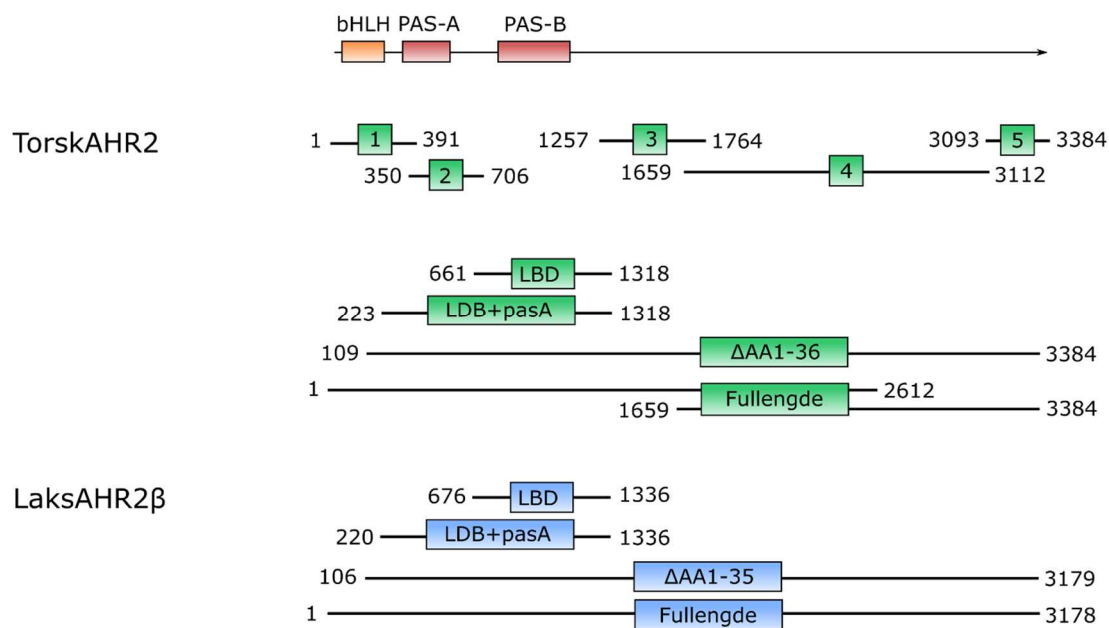 bHLH PAS-A PAS-B
TorskAHR2
1 1 391 1257 3 1764 3093 5 3384
350 2 706 1659 4 3112
661 LBD 1318
223 LDB+pasA 1318
109 ΔAA1-36 3384
1 Fullengde 2612
1659 3384
LaksAHR2β
676 LBD 1336
220 LDB+pasA 1336
106 ΔAA1-35 3179
1 Fullengde 3178